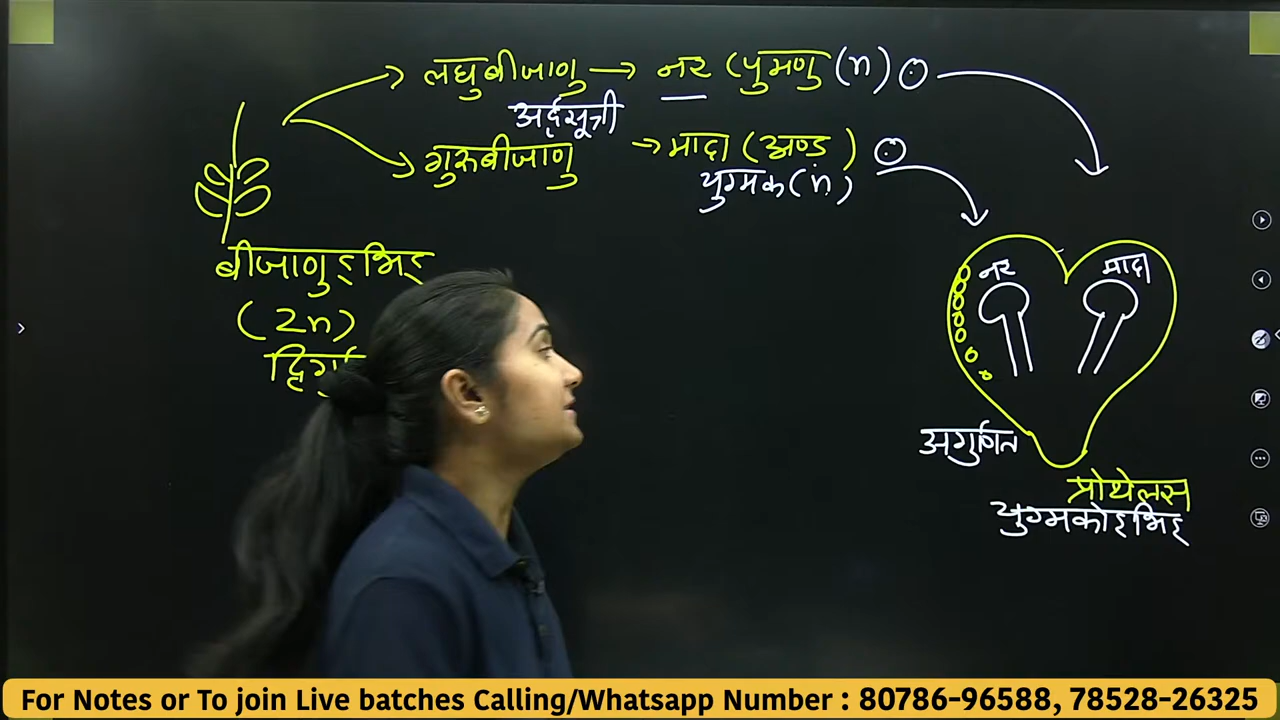 लघुबीजाणु → नर (पुमणु (n)
अर्द्दसूत्री
गुरुबीजाणु → मादा (अण्ड)
युग्मक (n)
बीजाणुद्भिद्
(2n)
नर मादा
अगुणित
प्रोथेलस
युग्मकोद्भिद्
For Notes or To join Live batches Calling/Whatsapp Number : 80786-96588, 78528-26325